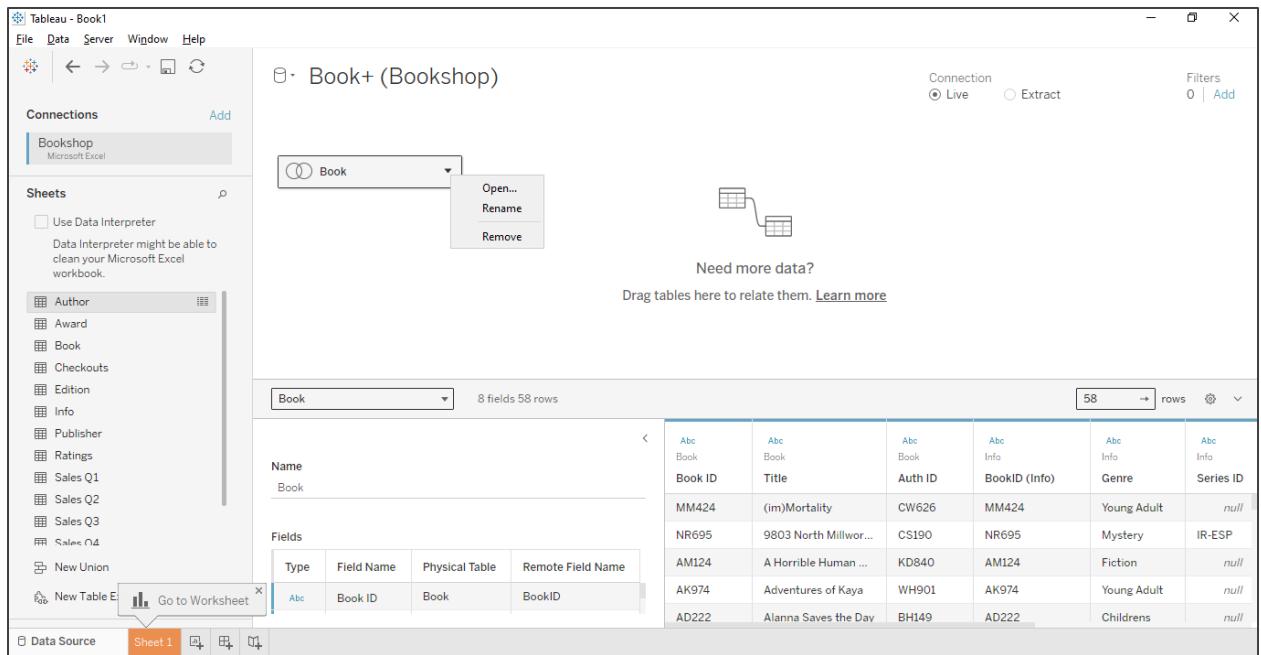 Tableau - Book1
File Data Server Window Help
Connections Add
Bookshop
Microsoft Excel
Sheets
Use Data Interpreter
Data Interpreter might be able to
clean your Microsoft Excel
workbook.
Author
Award
Book
Checkouts
Edition
Info
Publisher
Ratings
Sales Q1
Sales Q2
Sales Q3
Sales Q4
New Union
New Table E
Go to Worksheet
Book+ (Bookshop)
Connection
Live Extract
Filters
0 Add
Book
Open...
Rename
Remove
Need more data?
Drag tables here to relate them. Learn more
Book 8 fields 58 rows 58 → rows
Name
Book
Fields
Type Field Name Physical Table Remote Field Name
Abc Book ID Book BookID
Abc Abc Abc Abc Abc Abc
Book Book Book Info Info Info
Book ID Title Auth ID BookID (Info) Genre Series ID
MM424 (im)Mortality CW626 MM424 Young Adult null
NR695 9803 North Millwor... CS190 NR695 Mystery IR-ESP
AM124 A Horrible Human ... KD840 AM124 Fiction null
AK974 Adventures of Kaya WH901 AK974 Young Adult null
AD222 Alanna Saves the Day BH149 AD222 Childrens null
Data Source Sheet 1